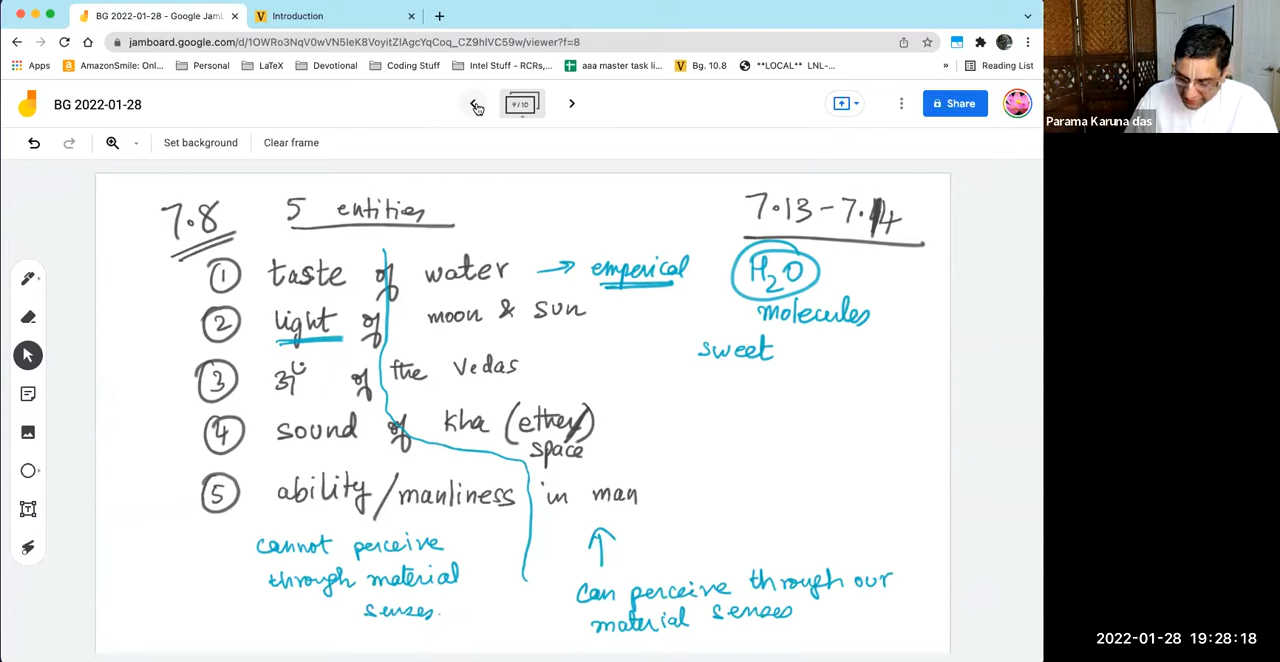 BG 2022-01-28 - Google Jaml
Introduction
jamboard.google.com/d/1OWRo3NqV0wVN5IeK8VoyitZlAgcYqCoq_CZ9hlVC59w/viewer?f=8
Apps
AmazonSmile: Onl...
Personal
LaTeX
Devotional
Coding Stuff
Intel Stuff - RCRs,...
aaa master task li...
Bg. 10.8
**LOCAL** LNL-...
»
Reading List
BG 2022-01-28
9/10
Share
Set background
Clear frame
Parama Karuna das
7.8
5 entities
7.13 - 7.14
① taste of water → emperical
H₂O
molecules
sweet
② light of moon & sun
③ of the Vedas
④ sound of kha (ether)
space
⑤ ability/manliness in man
cannot perceive
through material
senses.
can perceive through our
material senses
2022-01-28 19:28:18